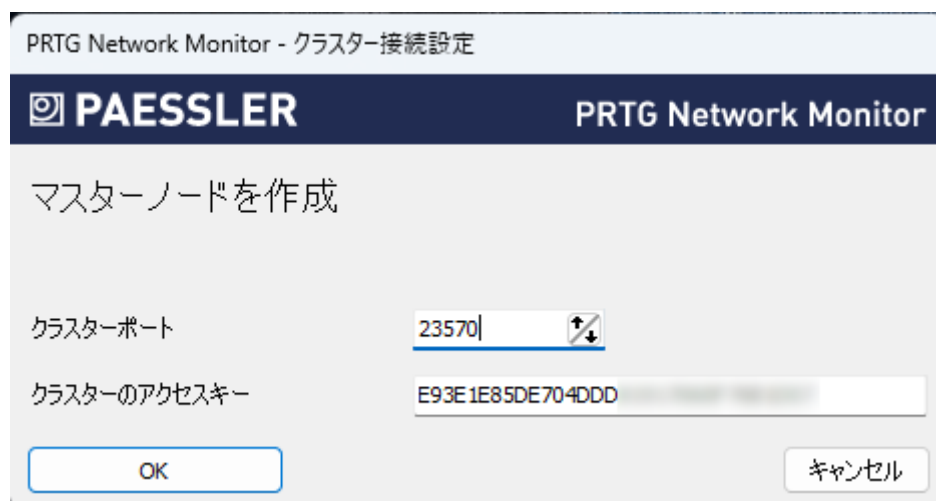 PRTG Network Monitor - クラスター接続設定
PAESSLER PRTG Network Monitor
マスターノードを作成
クラスターポート 23570
クラスターのアクセスキー E93E1E85DE704DDD
OK キャンセル